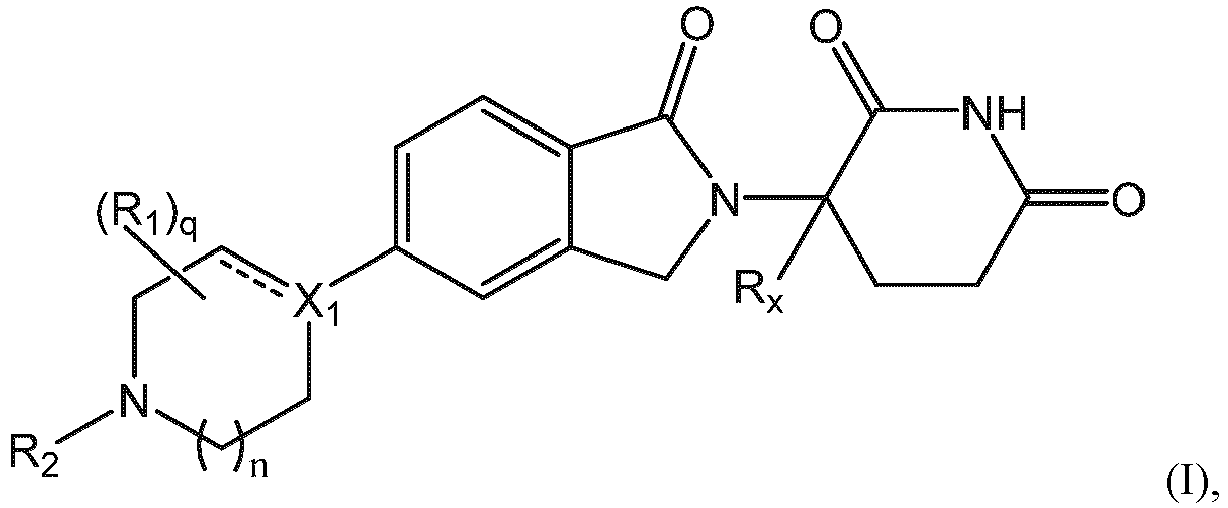 O
O
NH
(R₁)q
N
O
Rₓ
X₁
N
R₂
( )n
(I),